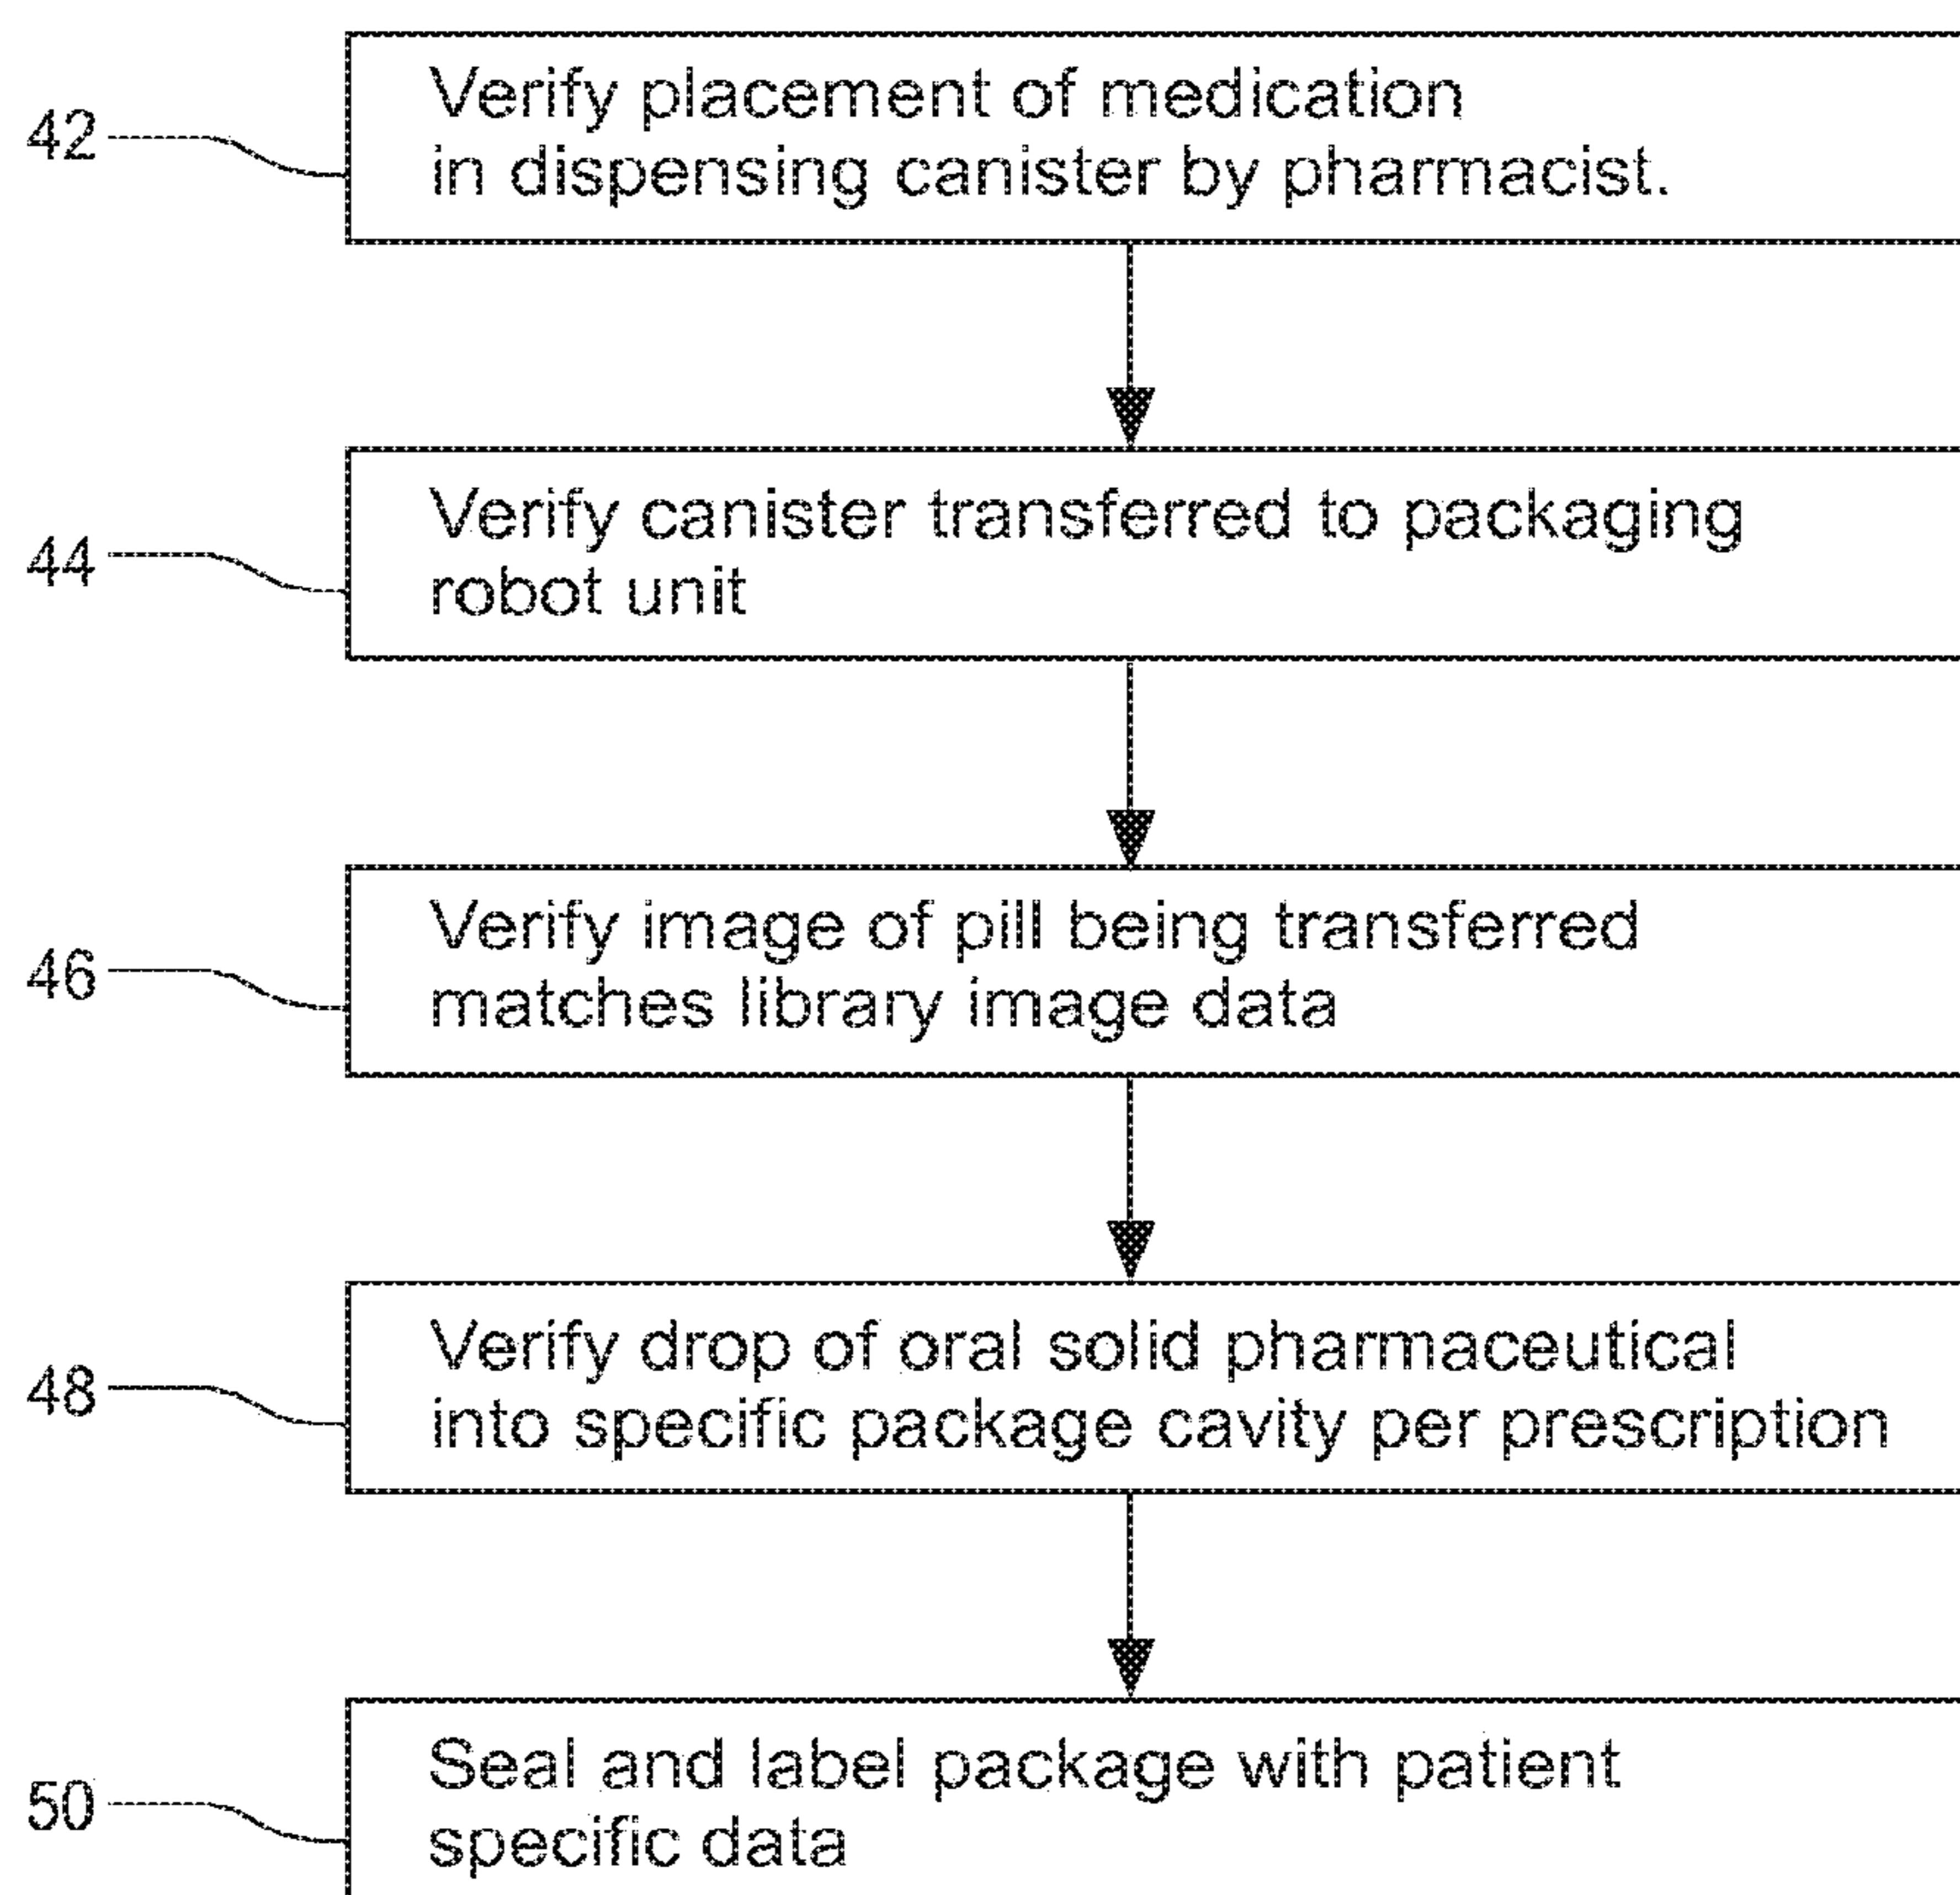 42
Verify placement of medication
in dispensing canister by pharmacist.
44
Verify canister transferred to packaging
robot unit
46
Verify image of pill being transferred
matches library image data
48
Verify drop of oral solid pharmaceutical
into specific package cavity per prescription
50
Seal and label package with patient
specific data